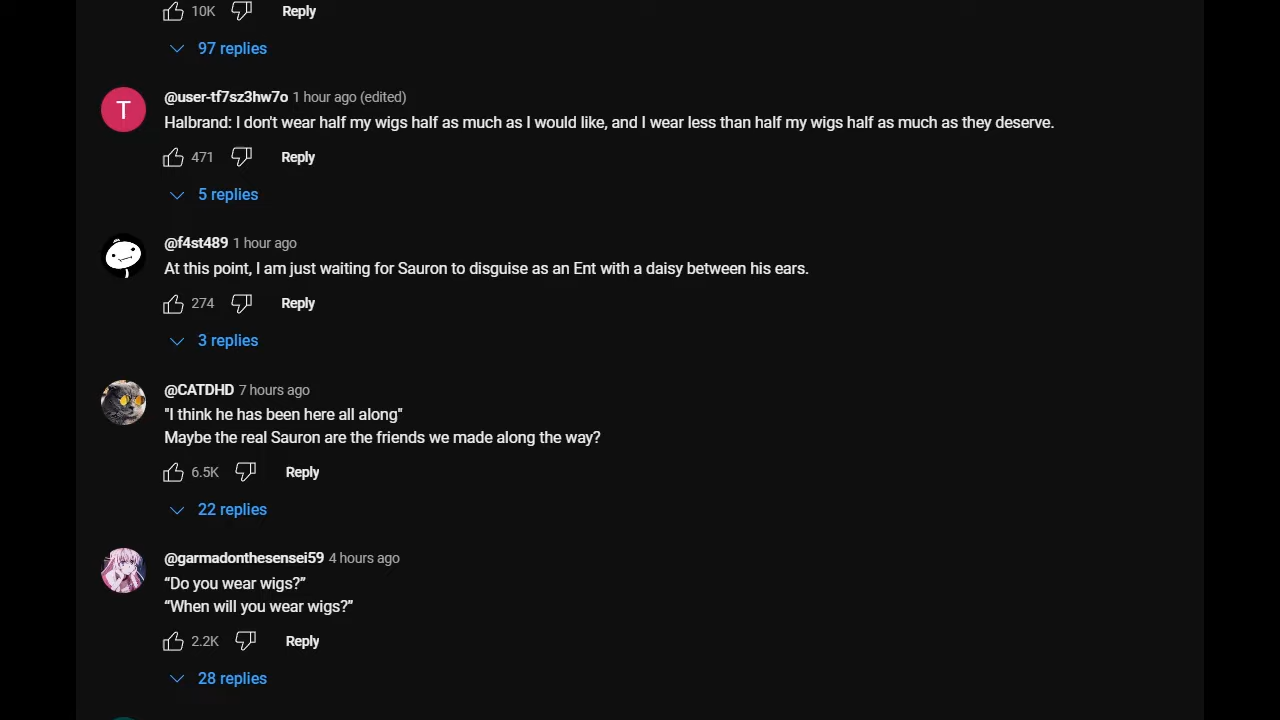 10K Reply
97 replies
T
@user-tf7sz3hw7o 1 hour ago (edited)
Halbrand: I don't wear half my wigs half as much as I would like, and I wear less than half my wigs half as much as they deserve.
471 Reply
5 replies
@f4st489 1 hour ago
At this point, I am just waiting for Sauron to disguise as an Ent with a daisy between his ears.
274 Reply
3 replies
@CATDHD 7 hours ago
"I think he has been here all along"
Maybe the real Sauron are the friends we made along the way?
6.5K Reply
22 replies
@garmadonthesensei59 4 hours ago
“Do you wear wigs?”
“When will you wear wigs?”
2.2K Reply
28 replies